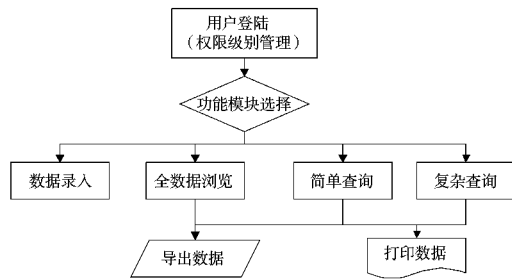 用户登陆
（权限级别管理）
功能模块选择
数据录入
全数据浏览
简单查询
复杂查询
导出数据
打印数据